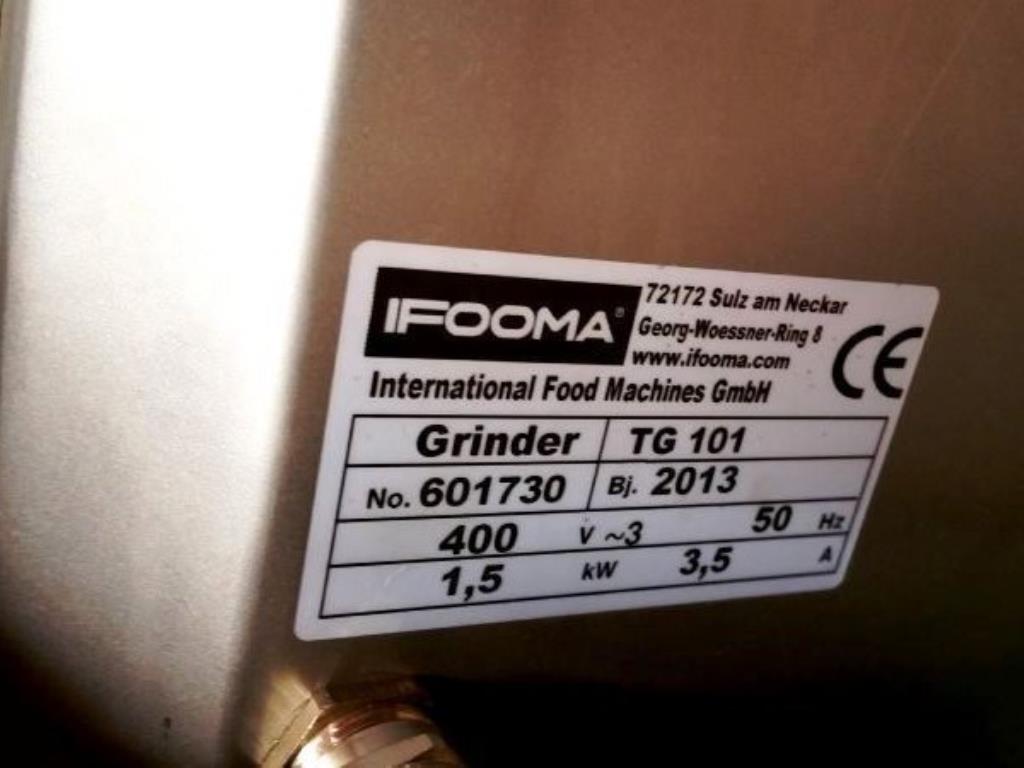 IFOOMA®
72172 Sulz am Neckar
Georg-Woessner-Ring 8
www.ifooma.com
CE
International Food Machines GmbH
Grinder TG 101
No. 601730 Bj. 2013
400 V ~3 50 Hz
1,5 kW 3,5 A